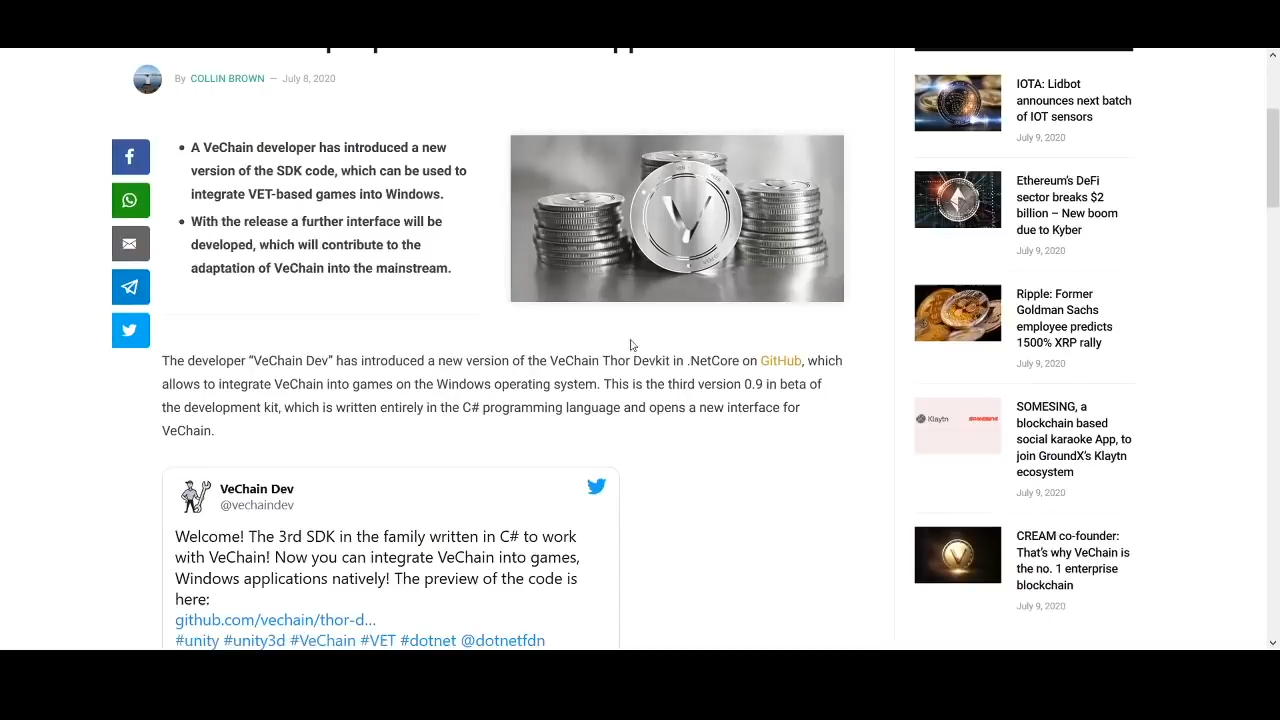 By COLLIN BROWN — July 8, 2020
A VeChain developer has introduced a new
version of the SDK code, which can be used to
integrate VET-based games into Windows.
With the release a further interface will be
developed, which will contribute to the
adaptation of VeChain into the mainstream.
The developer “VeChain Dev” has introduced a new version of the VeChain Thor Devkit in .NetCore on GitHub, which
allows to integrate VeChain into games on the Windows operating system. This is the third version 0.9 in beta of
the development kit, which is written entirely in the C# programming language and opens a new interface for
VeChain.
VeChain Dev
@vechaindev
Welcome! The 3rd SDK in the family written in C# to work
with VeChain! Now you can integrate VeChain into games,
Windows applications natively! The preview of the code is
here:
github.com/vechain/thor-d...
#unity #unity3d #VeChain #VET #dotnet @dotnetfdn
IOTA: Lidbot
announces next batch
of IOT sensors
July 9, 2020
Ethereum's DeFi
sector breaks $2
billion – New boom
due to Kyber
July 9, 2020
Ripple: Former
Goldman Sachs
employee predicts
1500% XRP rally
July 9, 2020
Klaytn SOMESING
SOMESING, a
blockchain based
social karaoke App, to
join GroundX's Klaytn
ecosystem
July 9, 2020
CREAM co-founder:
That's why VeChain is
the no. 1 enterprise
blockchain
July 9, 2020